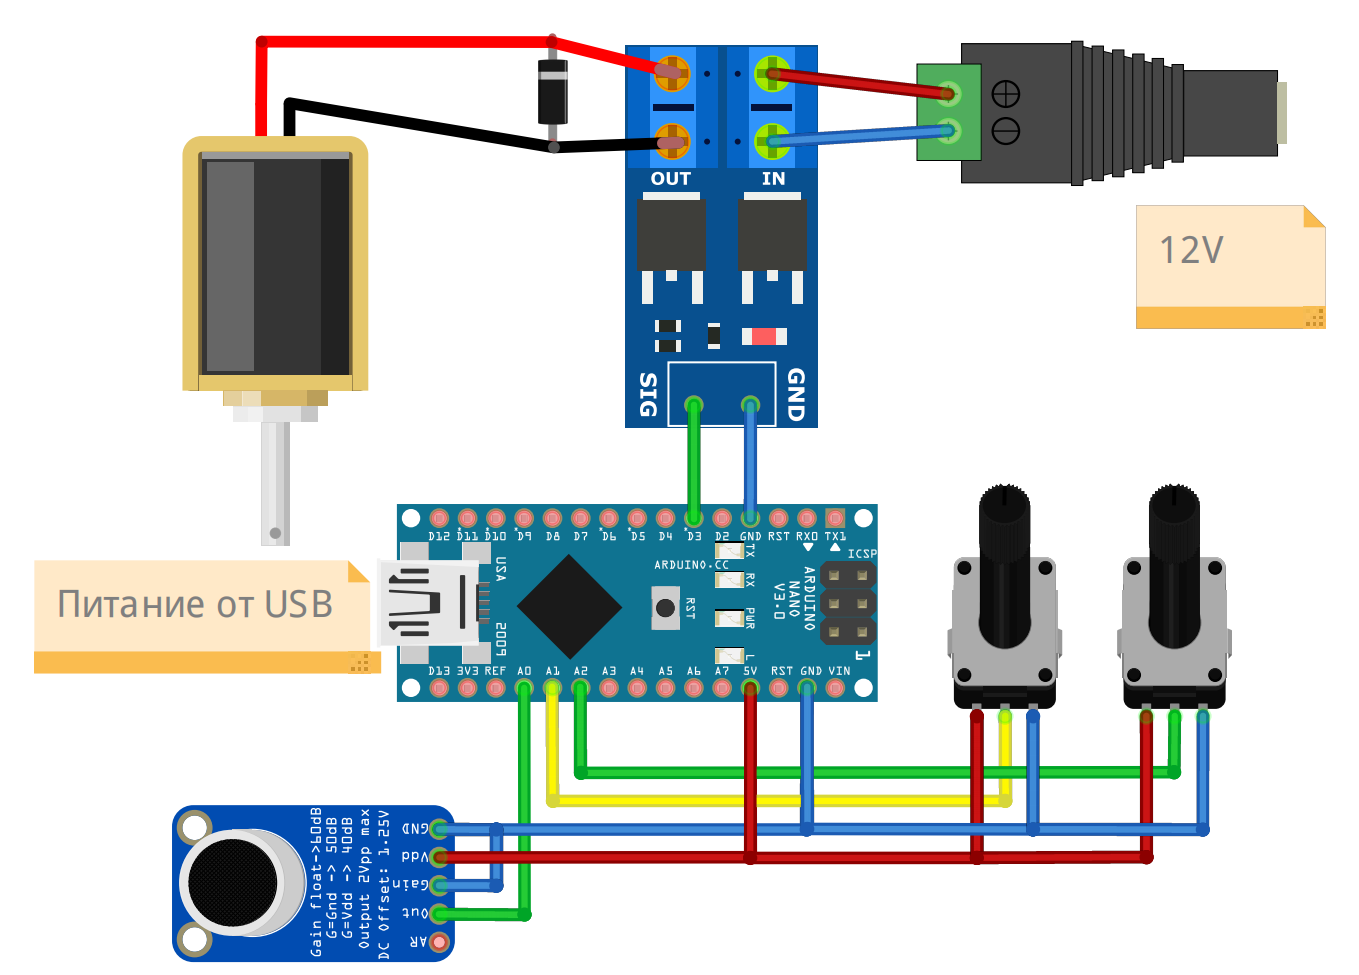 OUT
IN
12V
SIG
GND
D12 D11 D10 D9 D8 D7 D6 D5 D4 D3 D2 GND RST RX0 TX1
TX
RX
PWR
L
ARDUINO.CC
ICSP
USA
2009
RST
ARDUINO
NANO
V3.0
1
D13 3V3 REF A0 A1 A2 A3 A4 A5 A6 A7 5V RST GND VIN
Питание от USB
Gain float->60dB
G=Gnd -> 50dB
G=Vdd -> 40dB
Output 2Vpp max
DC Offset: 1.25V
GND
Vdd
Gain
Out
AR